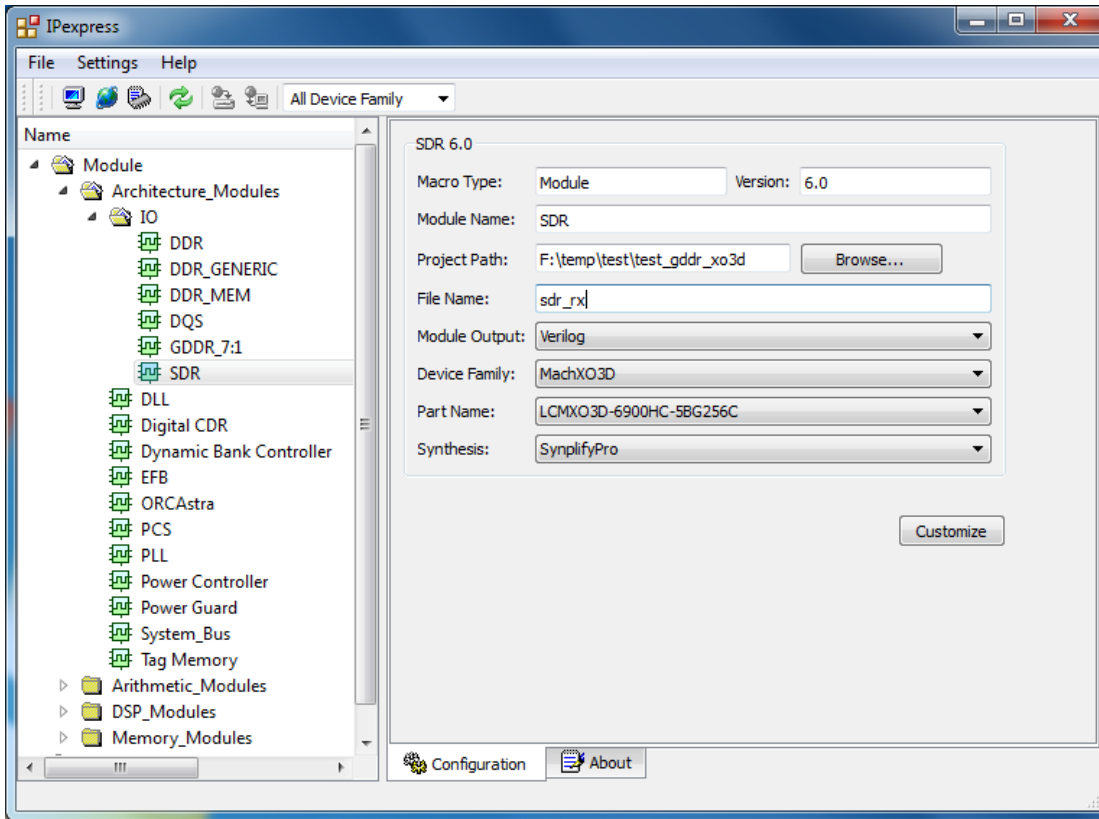 IPexpress
File Settings Help
All Device Family
Name
Module
Architecture_Modules
IO
DDR
DDR_GENERIC
DDR_MEM
DQS
GDDR_7:1
SDR
DLL
Digital CDR
Dynamic Bank Controller
EFB
ORCAstra
PCS
PLL
Power Controller
Power Guard
System_Bus
Tag Memory
Arithmetic_Modules
DSP_Modules
Memory_Modules
SDR 6.0
Macro Type: Module Version: 6.0
Module Name: SDR
Project Path: F:\temp\test\test_gddr_xo3d Browse...
File Name: sdr_rx
Module Output: Verilog
Device Family: MachXO3D
Part Name: LCMXO3D-6900HC-5BG256C
Synthesis: SynplifyPro
Customize
Configuration About